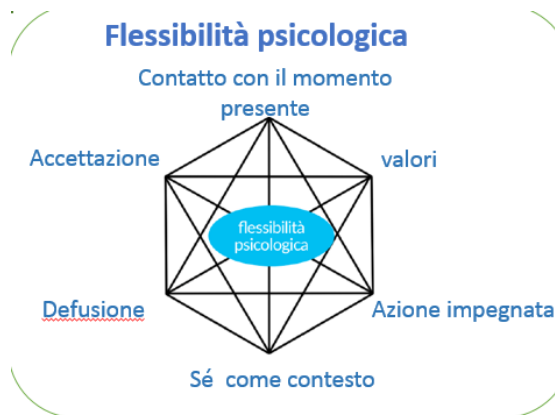 Flessibilità psicologica
Contatto con il momento
presente
Accettazione
valori
flessibilità
psicologica
Defusione
Azione impegnata
Sé come contesto